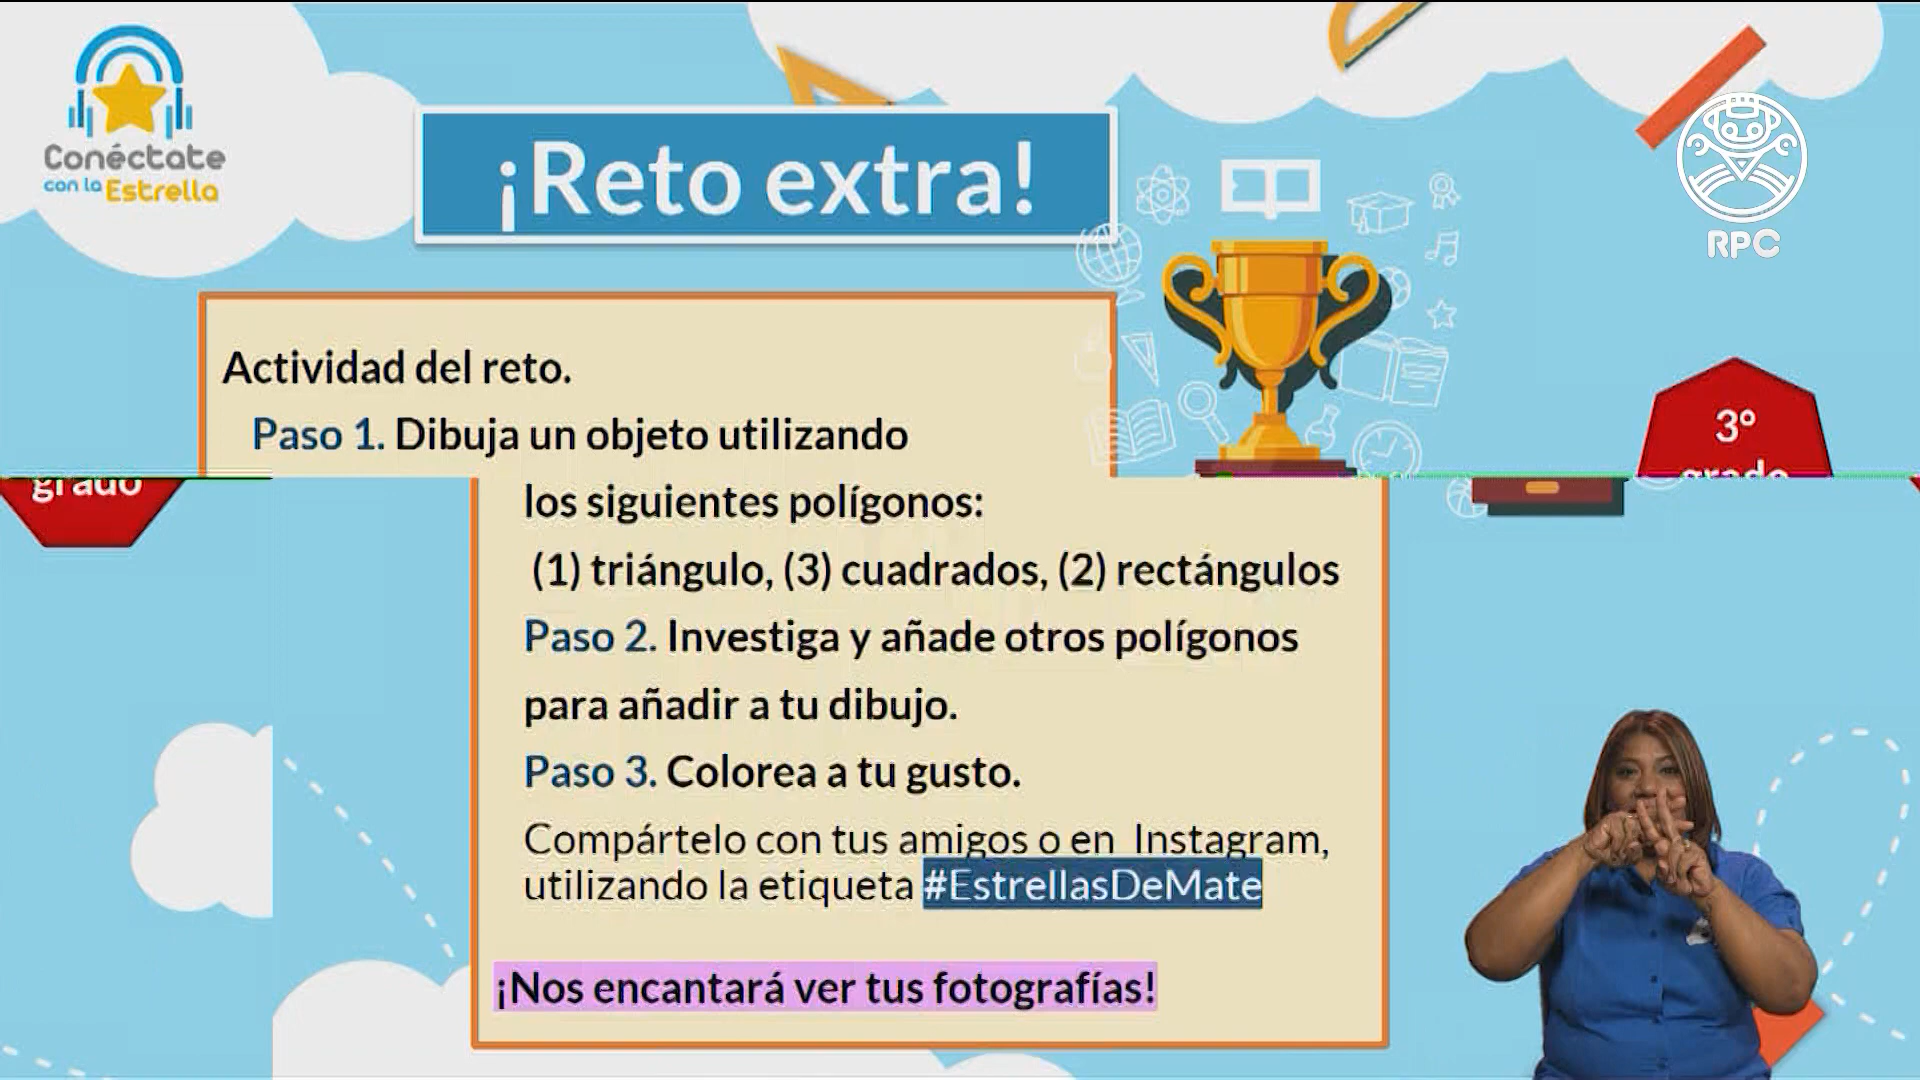 Conéctate
con la Estrella
¡Reto extra!
RPC
Actividad del reto.
Paso 1. Dibuja un objeto utilizando
los siguientes polígonos:
(1) triángulo, (3) cuadrados, (2) rectángulos
Paso 2. Investiga y añade otros polígonos
para añadir a tu dibujo.
Paso 3. Colorea a tu gusto.
Compártelo con tus amigos o en Instagram,
utilizando la etiqueta #EstrellasDeMate
¡Nos encantará ver tus fotografías!
3º
grado